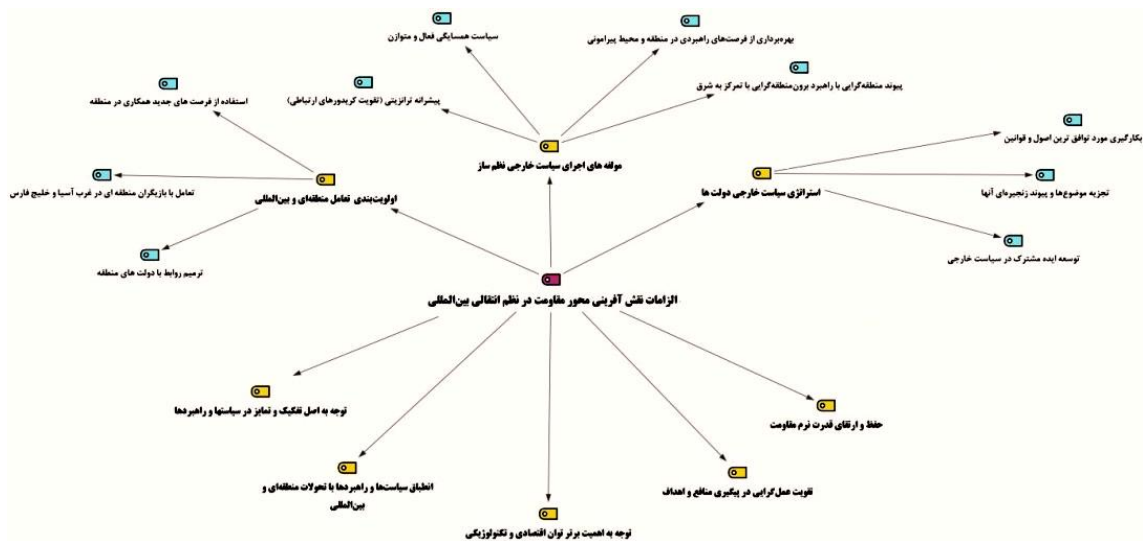 سیاست همسایگی فعال و متوازن
بهره‌برداری از فرصت‌های راهبردی در منطقه و محیط پیرامونی
استفاده از فرصت های جدید همکاری در منطقه
پیشرانه ترانزیتی (تقویت کریدورهای ارتباطی)
پیوند منطقه‌گرایی با راهبرد برون‌منطقه‌گرایی با تمرکز به شرق
بکارگیری مورد توافق ترین اصول و قوانین
مولفه های اجرای سیاست خارجی نظم ساز
تعامل با بازیگران منطقه ای در غرب آسیا و خلیج فارس
اولویت‌بندی تعامل منطقه‌ای و بین‌المللی
استراتژی سیاست خارجی دولت ها
تجزیه موضوع‌ها و پیوند زنجیره‌ای آنها
ترمیم روابط با دولت های منطقه
توسعه ایده مشترک در سیاست خارجی
الزامات نقش آفرینی محور مقاومت در نظم انتقالی بین‌المللی
توجه به اصل تفکیک و تمایز در سیاستها و راهبردها
حفظ و ارتقای قدرت نرم مقاومت
انطباق سیاست‌ها و راهبردها با تحولات منطقه‌ای و
بین‌المللی
تقویت عمل‌گرایی در پیگیری منافع و اهداف
توجه به اهمیت برتر توان اقتصادی و تکنولوژیگی